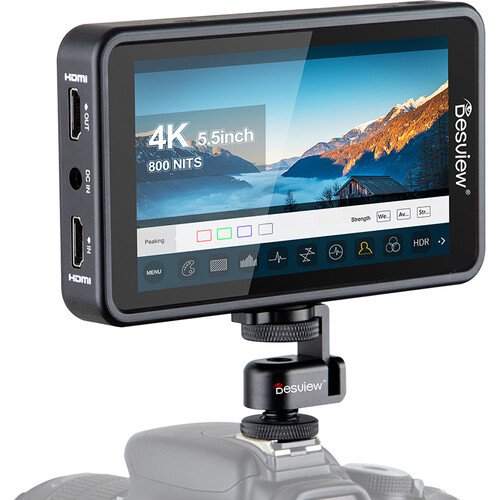 HDMI
OUT
DC IN
IN
HDMI
4K 5.5inch
800 NITS
Desview®
Strength We... Av... Str...
Peaking
MENU
HDR
Desview®